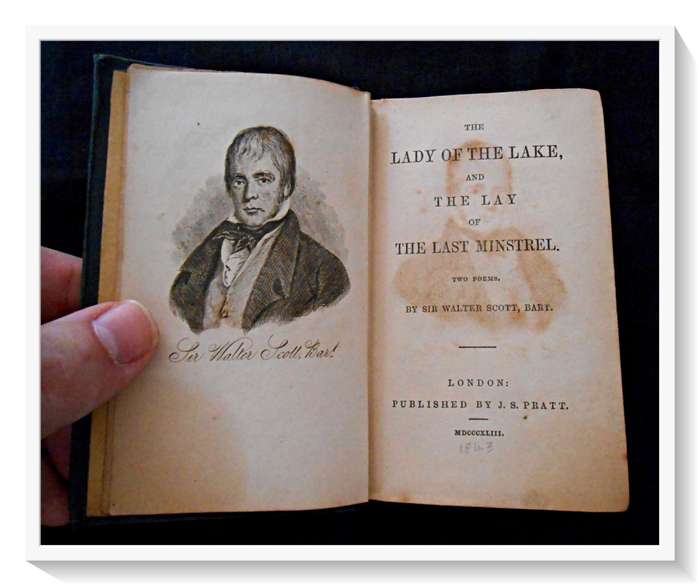 Sir Walter Scott, Bart.
THE
LADY OF THE LAKE,
AND
THE LAY
OF
THE LAST MINSTREL.
TWO POEMS,
BY SIR WALTER SCOTT, BART.
LONDON:
PUBLISHED BY J. S. PRATT.
MDCCCXLIII.
1843